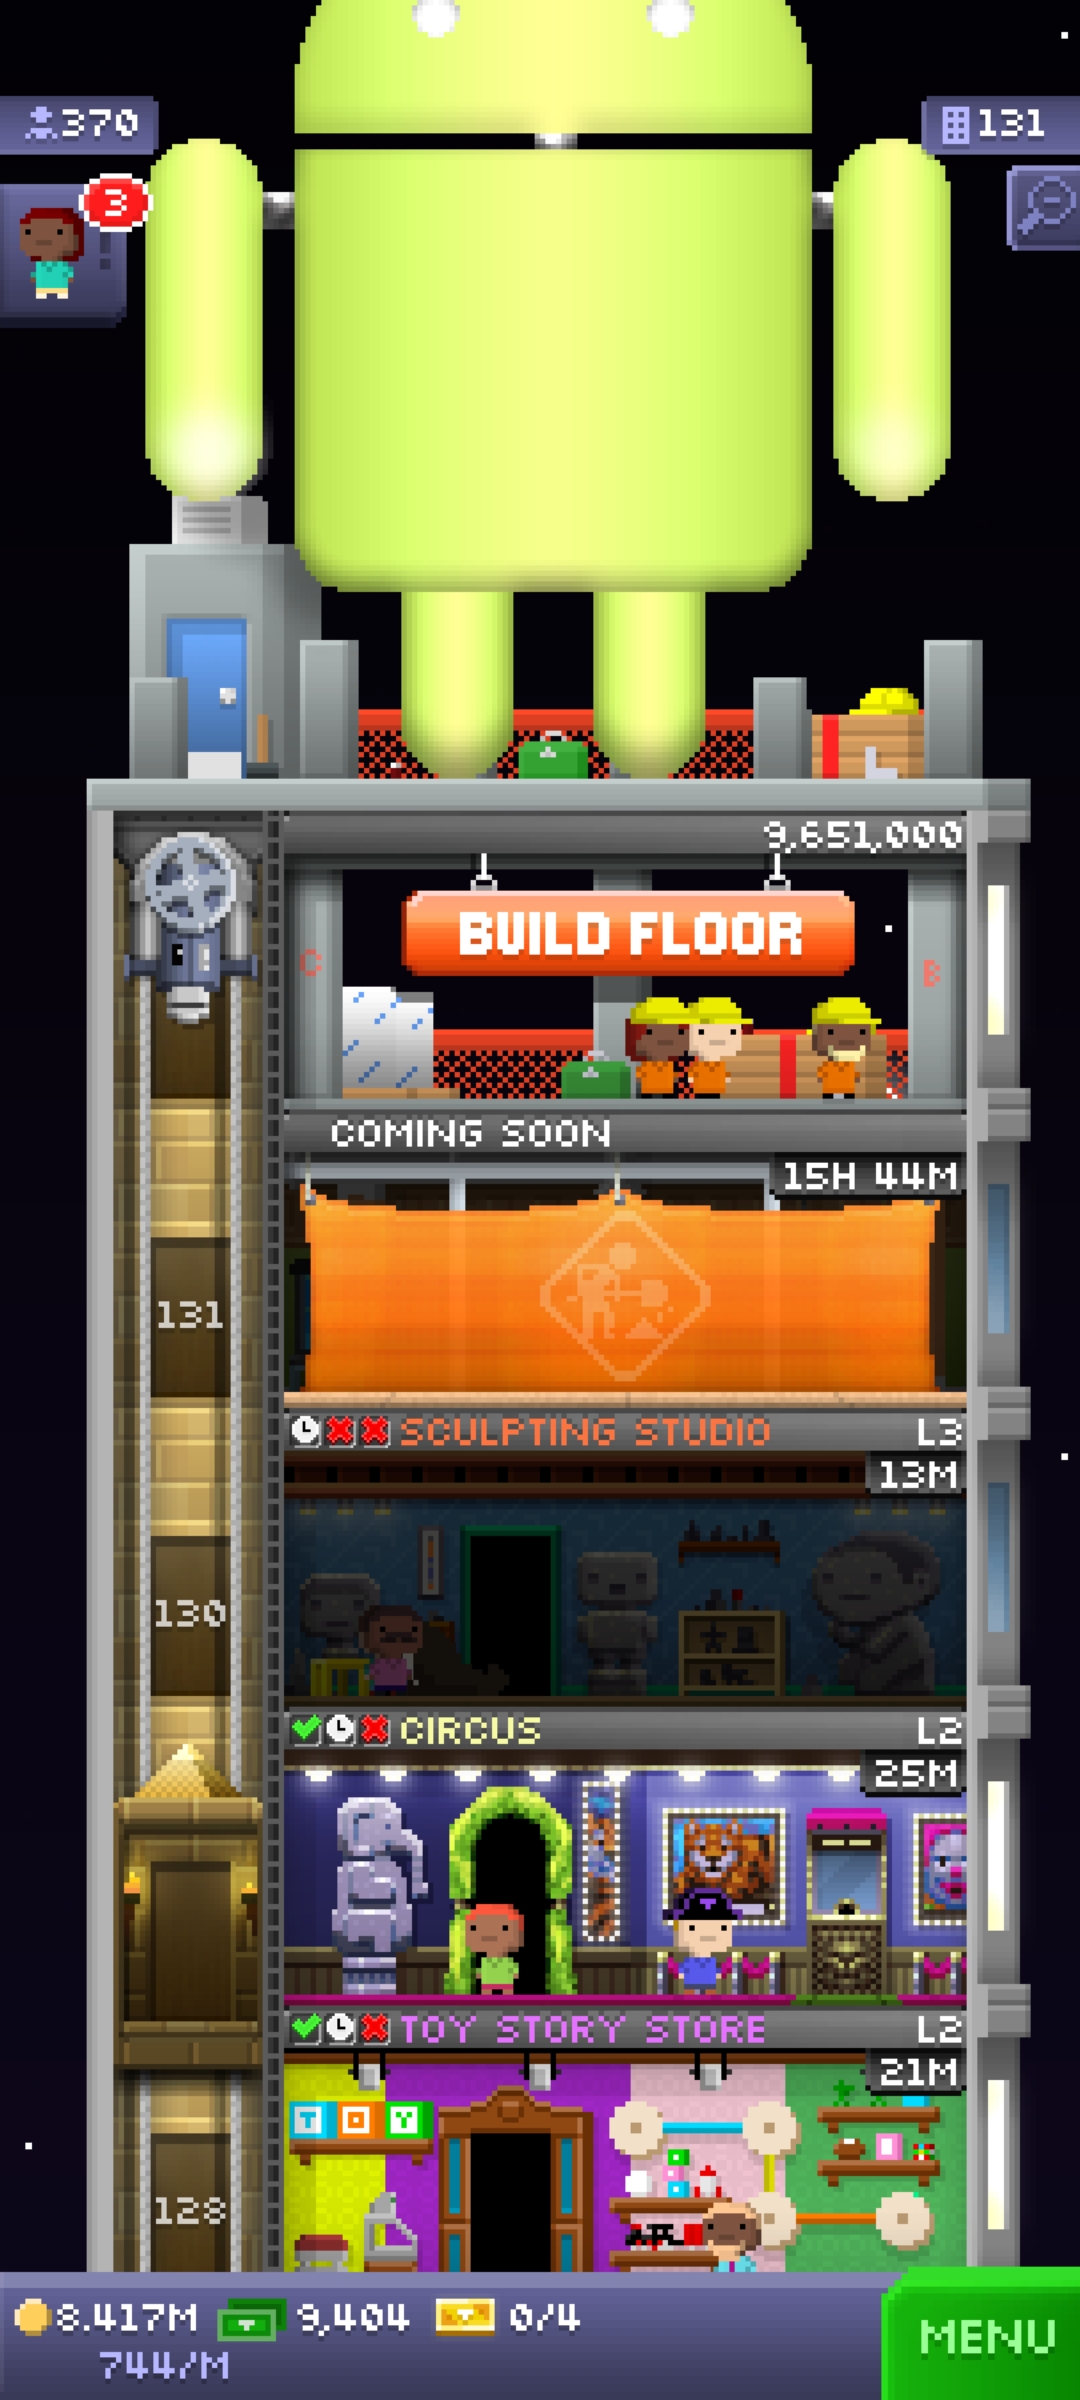 370
131
3
9,651,000
BUILD FLOOR
C
B
COMING SOON
15H 44M
131
SCULPTING STUDIO L3
13M
130
CIRCUS L2
25M
TOY STORY STORE L2
21M
TOY
128
8.417M 9,404 0/4
744/M
MENU